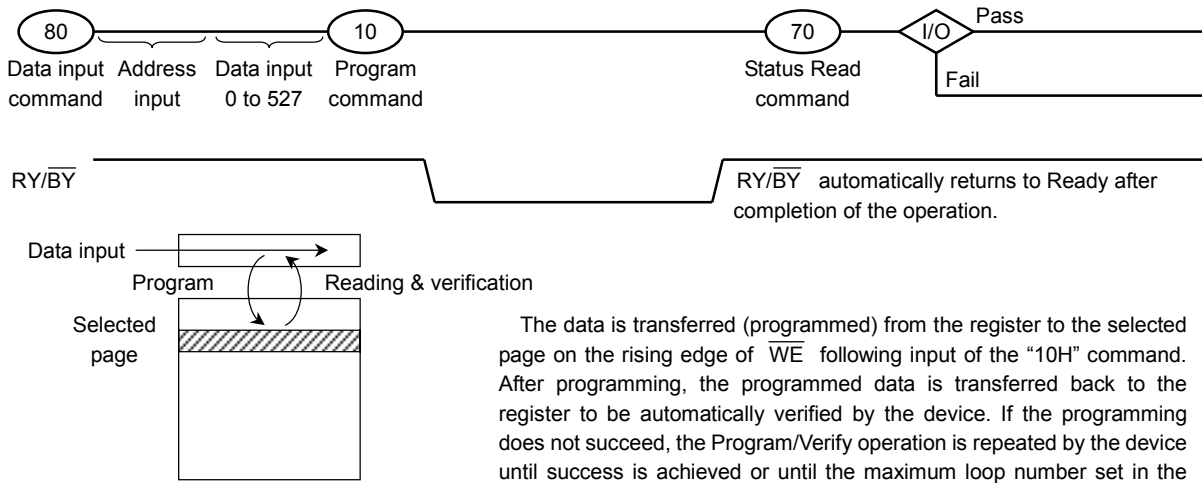 80
10
70
I/O
Pass
Data input
command
Address
input
Data input
0 to 527
Program
command
Status Read
command
Fail
RY/BY
RY/BY automatically returns to Ready after
completion of the operation.
Data input
Program
Reading & verification
Selected
page
The data is transferred (programmed) from the register to the selected
page on the rising edge of WE following input of the “10H” command.
After programming, the programmed data is transferred back to the
register to be automatically verified by the device. If the programming
does not succeed, the Program/Verify operation is repeated by the device
until success is achieved or until the maximum loop number set in the